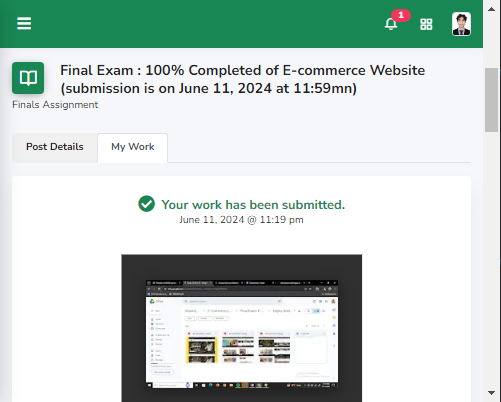 1
Final Exam : 100% Completed of E-commerce Website
(submission is on June 11, 2024 at 11:59mn)
Finals Assignment
Post Details
My Work
Your work has been submitted.
June 11, 2024 @ 11:19 pm